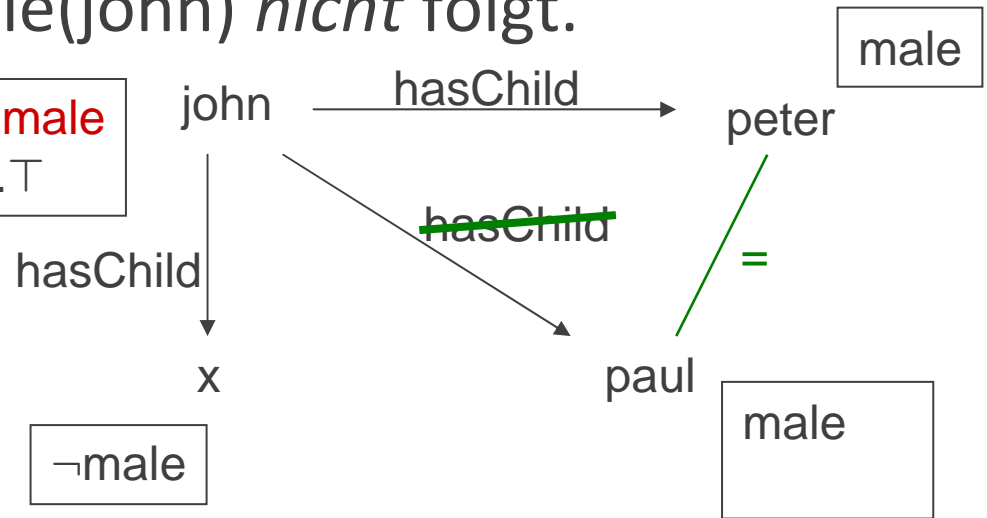 le(john) nicht folgt.
male
john
hasChild
peter
male
.⊤
hasChild
hasChild
=
x
paul
¬male
male